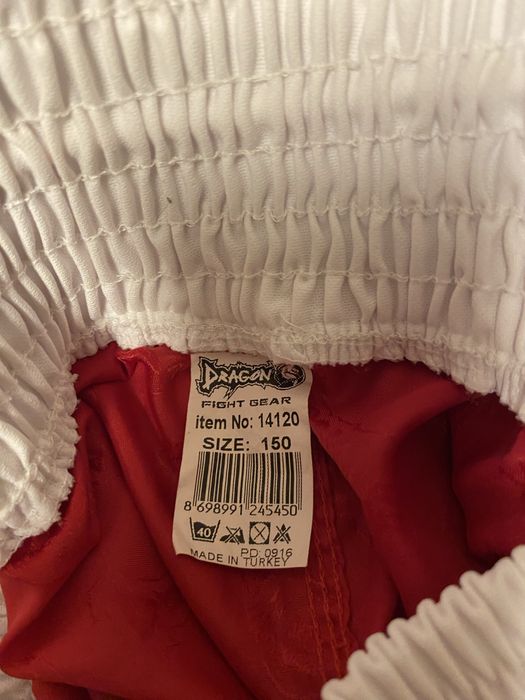 DRAGON
FIGHT GEAR
item No: 14120
SIZE: 150
8 698991 245450
40
PD: 0916
MADE IN TURKEY